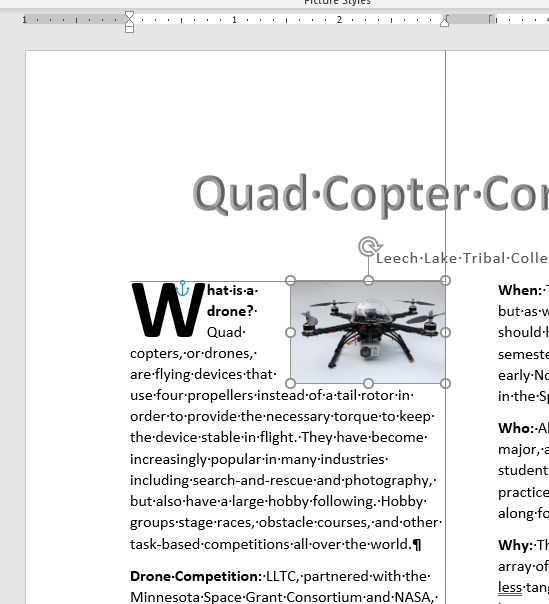 Picture Styles
1 1 2
Quad·Copter·Co
Leech·Lake·Tribal·Colle
What·is·a·
drone?·
Quad·
copters,·or·drones,·
are·flying·devices·that·
use·four·propellers·instead·of·a·tail·rotor·in·
order·to·provide·the·necessary·torque·to·keep·
the·device·stable·in·flight.·They·have·become·
increasingly·popular·in·many·industries·
including·search-and-rescue·and·photography,·
but·also·have·a·large·hobby·following.·Hobby·
groups·stage·races,·obstacle·courses,·and·other·
task-based·competitions·all·over·the·world.¶
Drone·Competition:·LLTC,·partnered·with·the·
Minnesota·Space·Grant·Consortium·and·NASA,·
When:·
but·as·w
should·h
semeste
early·No
in·the·Sp
Who:·Al
major,·a
student
practice
along·fo
Why:·Th
array·of
less·tang